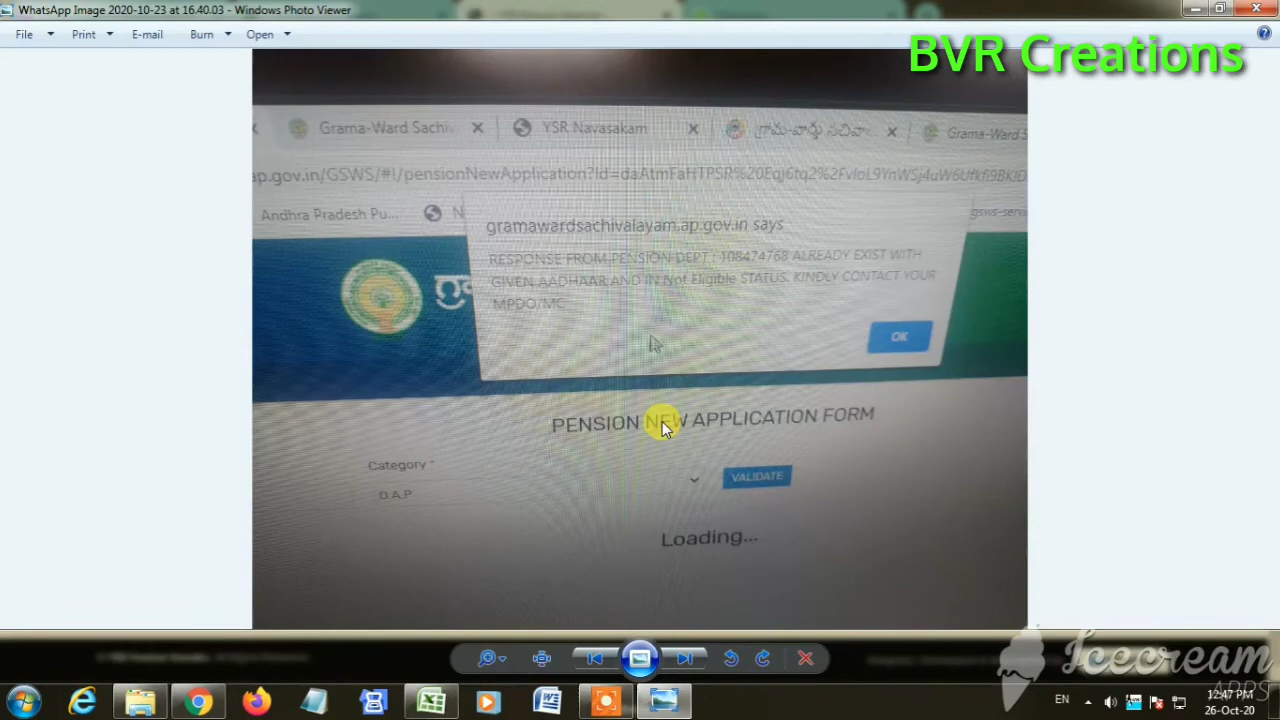 WhatsApp Image 2020-10-23 at 16.40.03 - Windows Photo Viewer
File Print E-mail Burn Open
BVR Creations
Grama-Ward Sachiv
YSR Navasakam
గ్రామ-వార్డు సచివా
Grama-Ward S
Andhra Pradesh Pu...
gramawardsachivalayam.ap.gov.in says
RESPONSE FROM PENSION DEPT : 108474768 ALREADY EXIST WITH
GIVEN AADHAAR AND IN Not Eligible STATUS. KINDLY CONTACT YOUR
MPDO/MC
OK
PENSION NEW APPLICATION FORM
Category *
O.A.P
VALIDATE
Loading...
Icecream
APPS
EN
12:47 PM
26-Oct-20